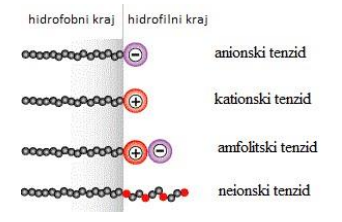 hidrofobni kraj hidrofilni kraj
anionski tenzid
kationski tenzid
amfolitski tenzid
neionski tenzid